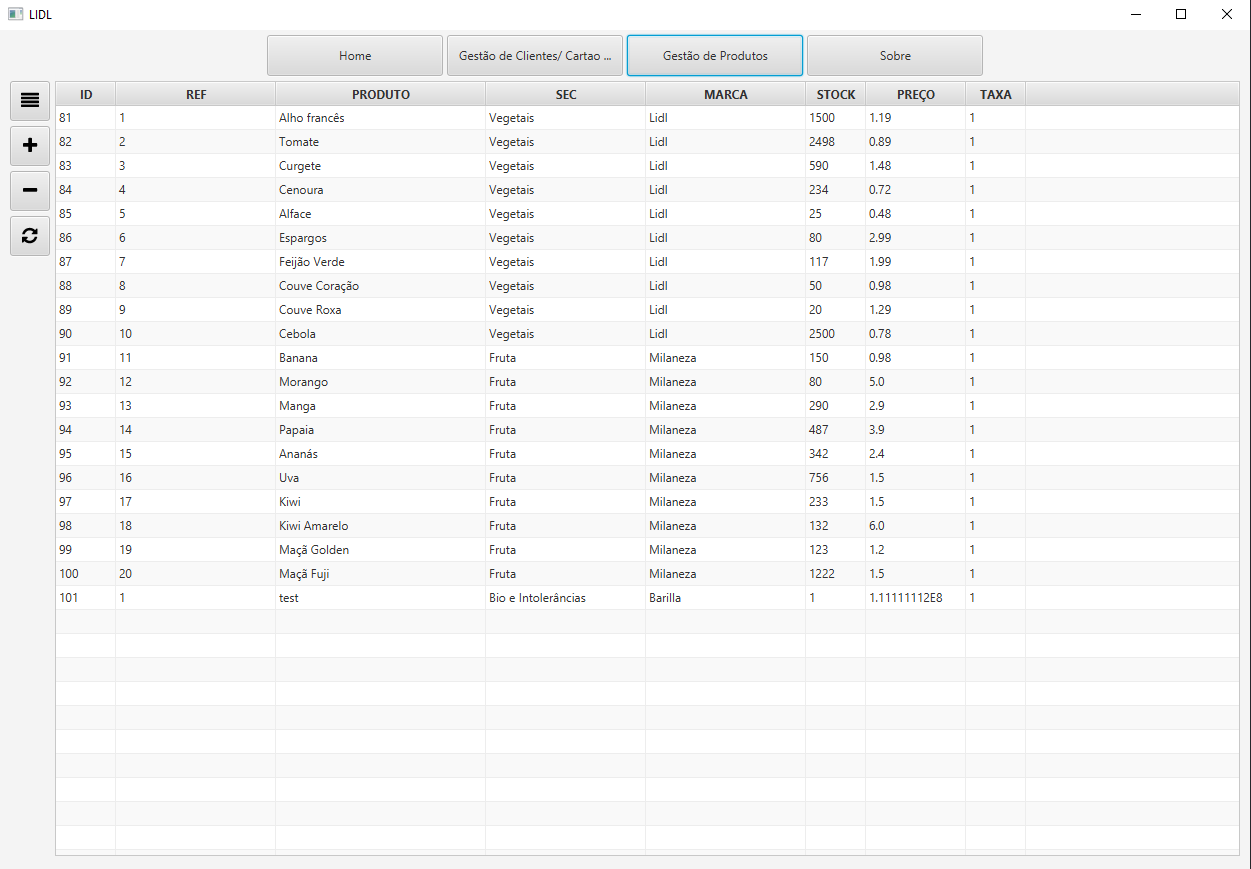 LIDL
Home Gestão de Clientes/ Cartao ... Gestão de Produtos Sobre
ID REF PRODUTO SEC MARCA STOCK PREÇO TAXA
81 1 Alho francês Vegetais Lidl 1500 1.19 1
82 2 Tomate Vegetais Lidl 2498 0.89 1
83 3 Curgete Vegetais Lidl 590 1.48 1
84 4 Cenoura Vegetais Lidl 234 0.72 1
85 5 Alface Vegetais Lidl 25 0.48 1
86 6 Espargos Vegetais Lidl 80 2.99 1
87 7 Feijão Verde Vegetais Lidl 117 1.99 1
88 8 Couve Coração Vegetais Lidl 50 0.98 1
89 9 Couve Roxa Vegetais Lidl 20 1.29 1
90 10 Cebola Vegetais Lidl 2500 0.78 1
91 11 Banana Fruta Milaneza 150 0.98 1
92 12 Morango Fruta Milaneza 80 5.0 1
93 13 Manga Fruta Milaneza 290 2.9 1
94 14 Papaia Fruta Milaneza 487 3.9 1
95 15 Ananás Fruta Milaneza 342 2.4 1
96 16 Uva Fruta Milaneza 756 1.5 1
97 17 Kiwi Fruta Milaneza 233 1.5 1
98 18 Kiwi Amarelo Fruta Milaneza 132 6.0 1
99 19 Maçã Golden Fruta Milaneza 123 1.2 1
100 20 Maçã Fuji Fruta Milaneza 1222 1.5 1
101 1 test Bio e Intolerâncias Barilla 1 1.11111112E8 1